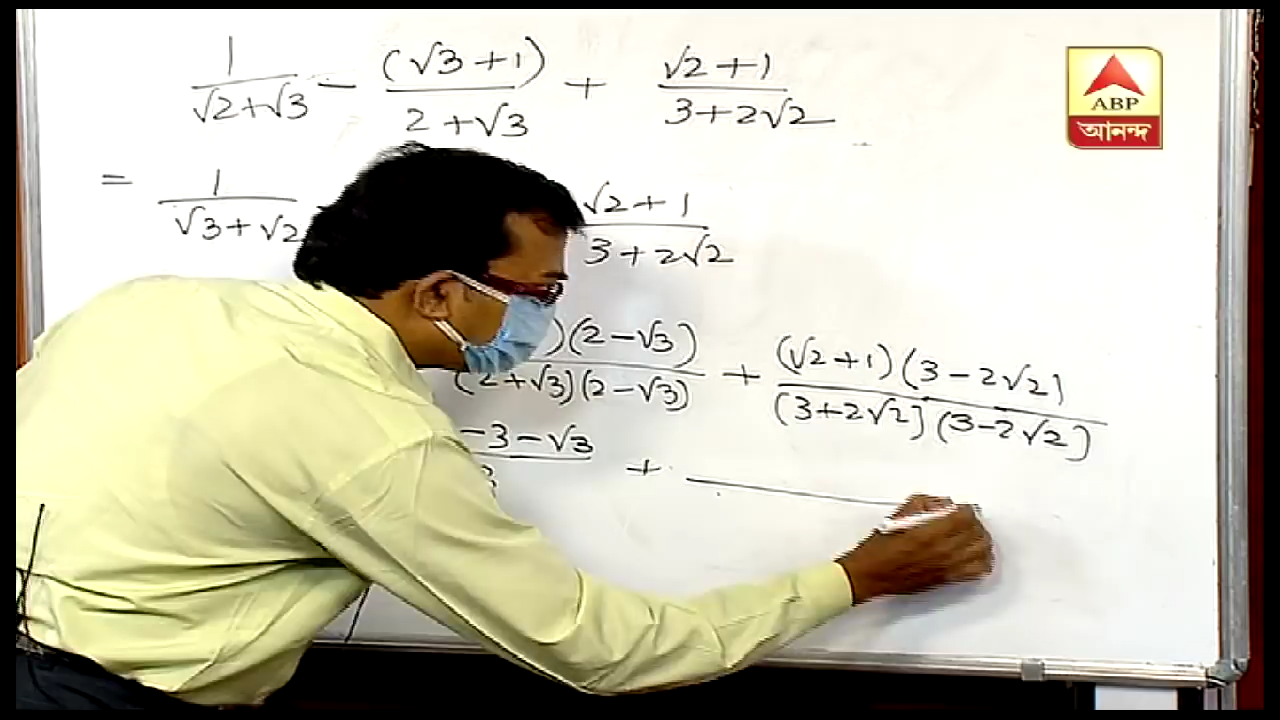 1/(√2+√3) − (√3+1)/(2+√3) + (√2+1)/(3+2√2)
= 1/(√3+√2) (√2+1)/(3+2√2)
)(2−√3)/(2+√3)(2−√3) + (√2+1)(3−2√2)/(3+2√2)(3−2√2)
−3−√3 +
ABP
আনন্দ